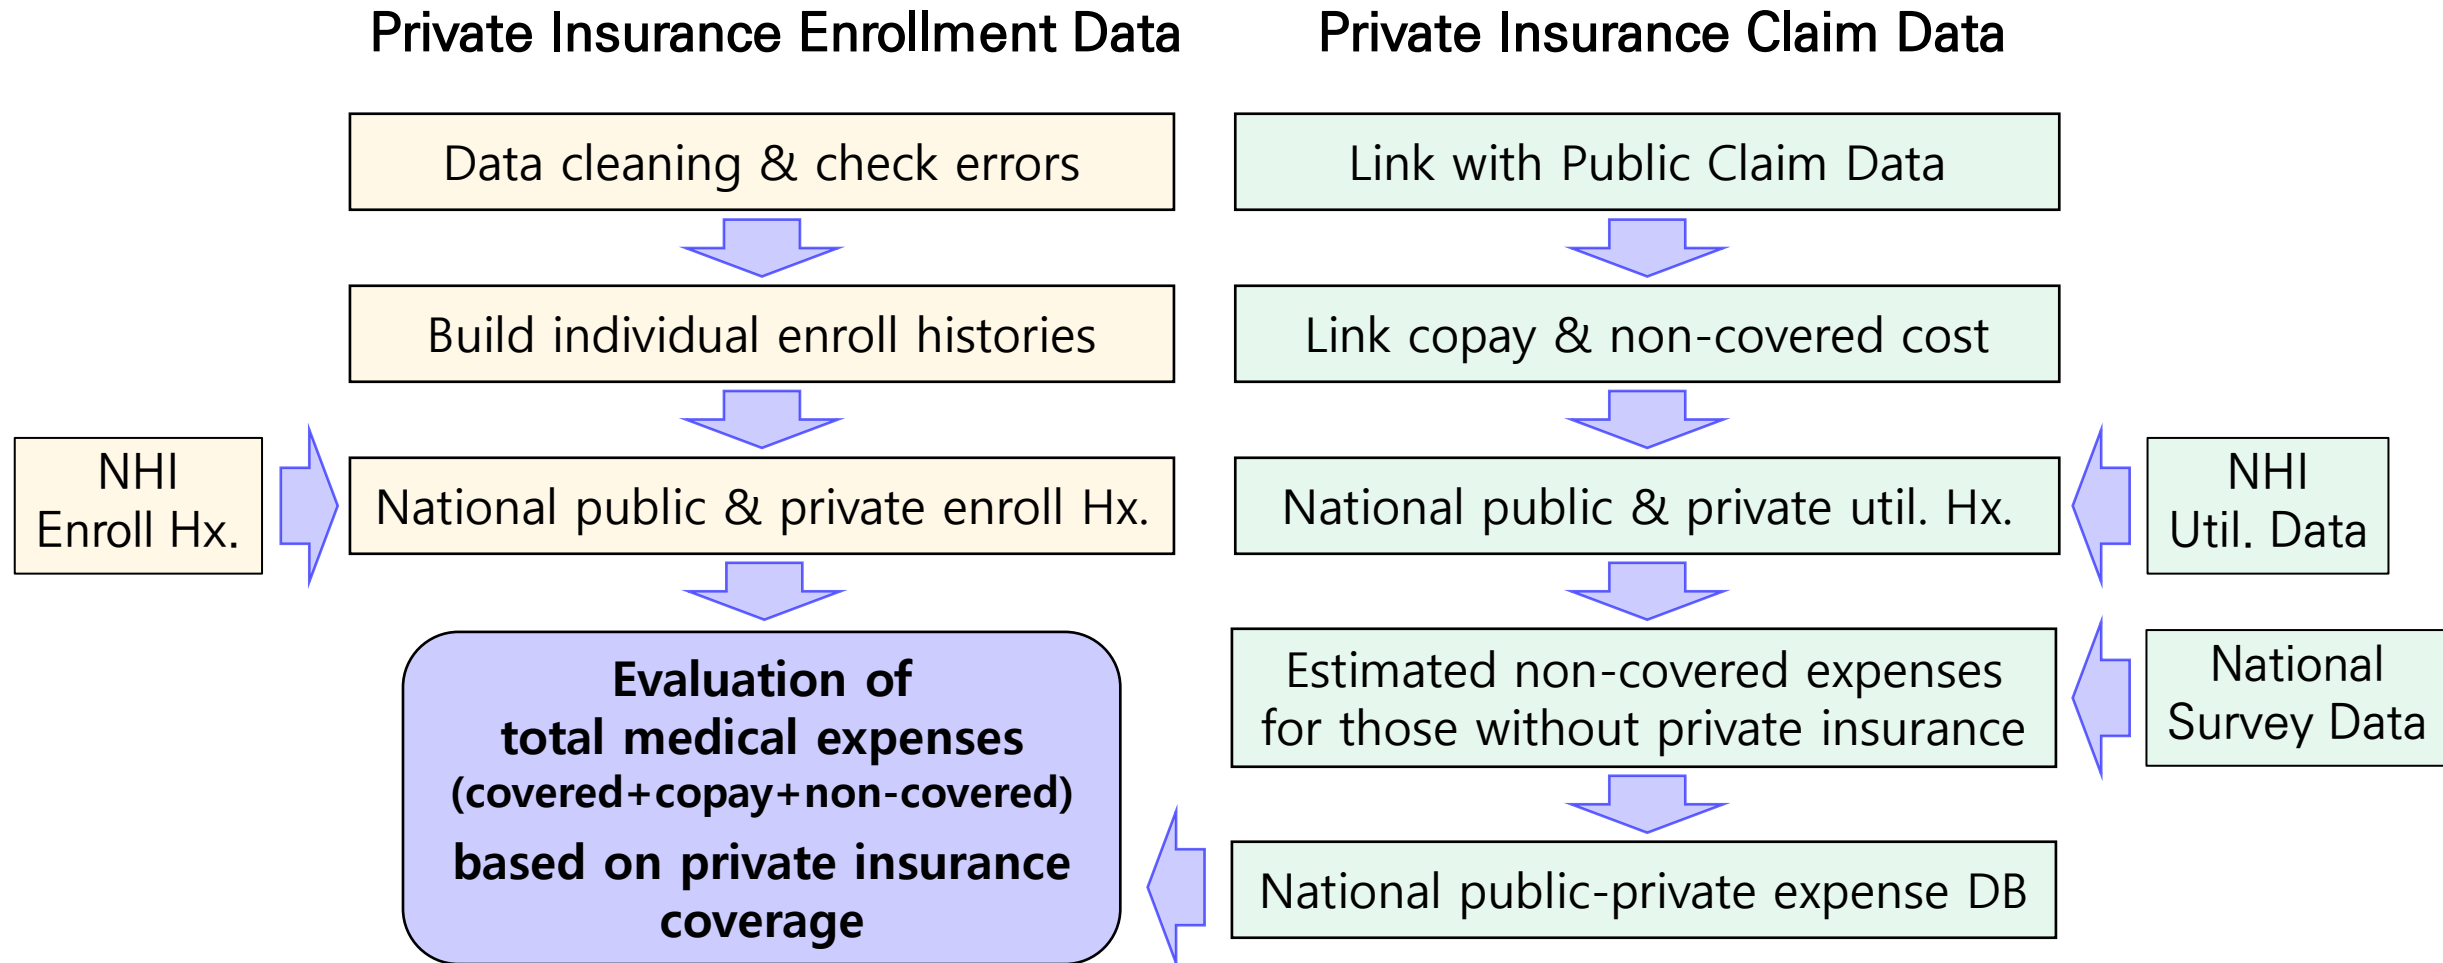 Private Insurance Enrollment Data
Private Insurance Claim Data
Data cleaning & check errors
Link with Public Claim Data
Build individual enroll histories
Link copay & non-covered cost
NHI
Enroll Hx.
National public & private enroll Hx.
National public & private util. Hx.
NHI
Util. Data
Evaluation of
total medical expenses
(covered+copay+non-covered)
based on private insurance
coverage
Estimated non-covered expenses
for those without private insurance
National
Survey Data
National public-private expense DB